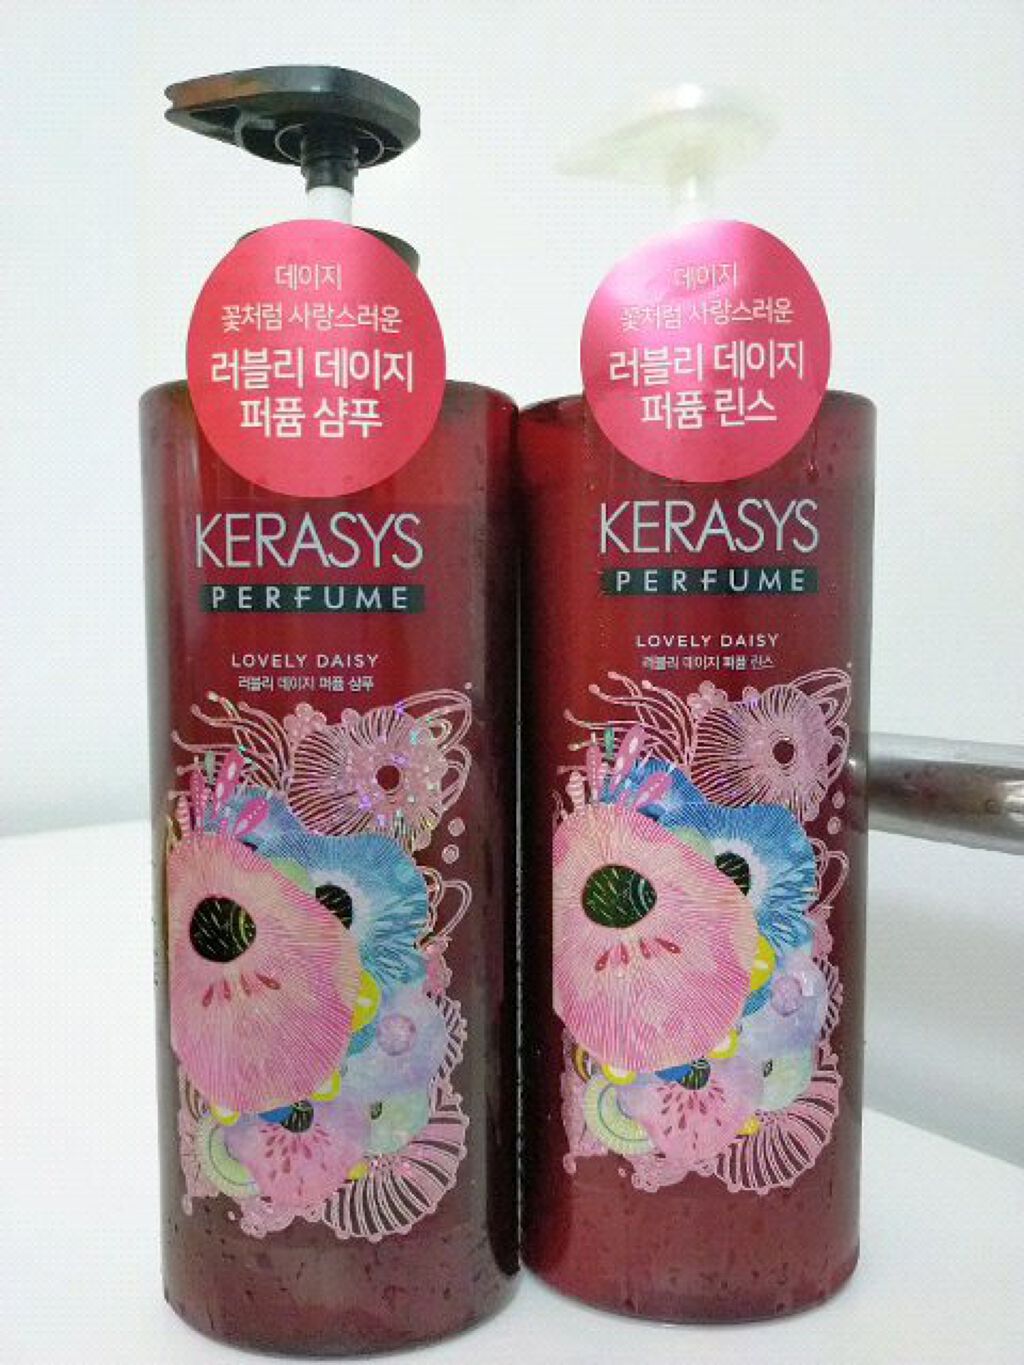 데이지
꽃처럼 사랑스러운
러블리 데이지
퍼퓸 샴푸
KERASYS
PERFUME
LOVELY DAISY
러블리 데이지 퍼퓸 샴푸
데이지
꽃처럼 사랑스러운
러블리 데이지
퍼퓸 린스
KERASYS
PERFUME
LOVELY DAISY
러블리 데이지 퍼퓸 린스